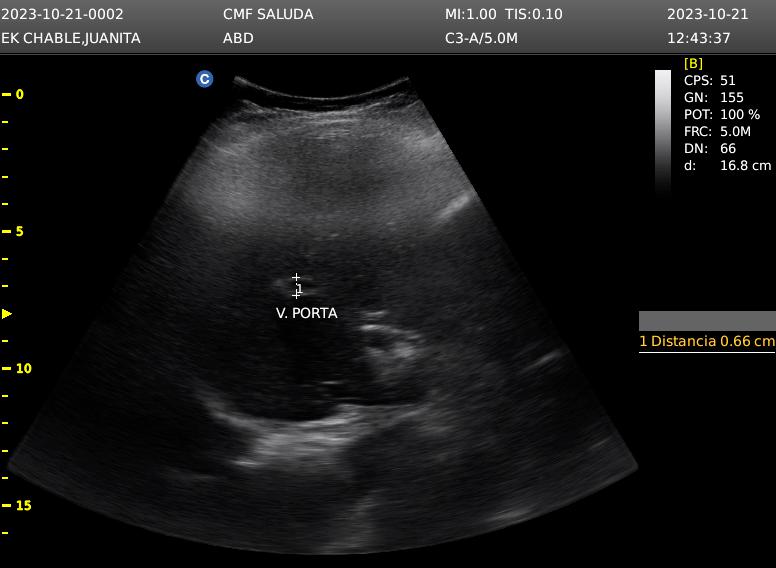 2023-10-21-0002 CMF SALUDA MI:1.00 TIS:0.10 2023-10-21
EK CHABLE,JUANITA ABD C3-A/5.0M 12:43:37
C
[B]
CPS: 51
GN: 155
POT: 100 %
FRC: 5.0M
DN: 66
d: 16.8 cm
0
5
10
15
1
V. PORTA
1 Distancia 0.66 cm